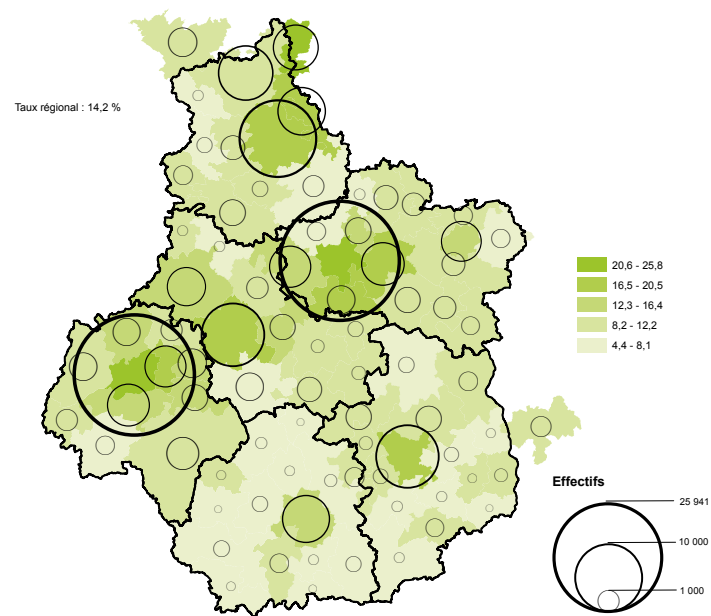 Taux régional : 14,2 %
20,6 - 25,8
16,5 - 20,5
12,3 - 16,4
8,2 - 12,2
4,4 - 8,1
Effectifs
25 941
10 000
1 000